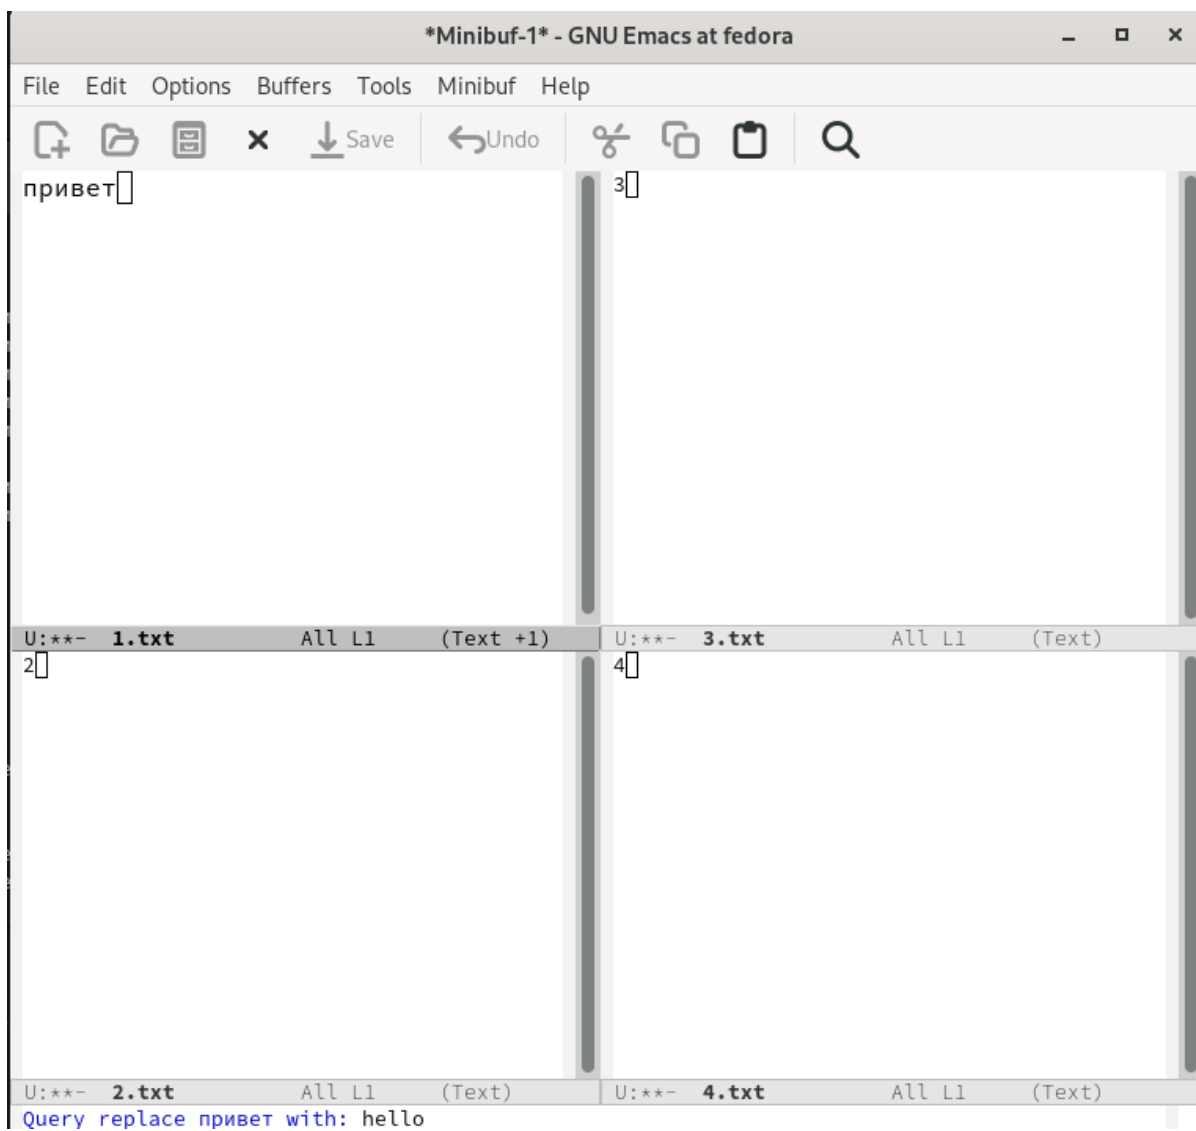 *Minibuf-1* - GNU Emacs at fedora
File Edit Options Buffers Tools Minibuf Help
Save Undo
привет
U:**- 1.txt All L1 (Text +1)
3
U:**- 3.txt All L1 (Text)
2
U:**- 2.txt All L1 (Text)
4
U:**- 4.txt All L1 (Text)
Query replace привет with: hello